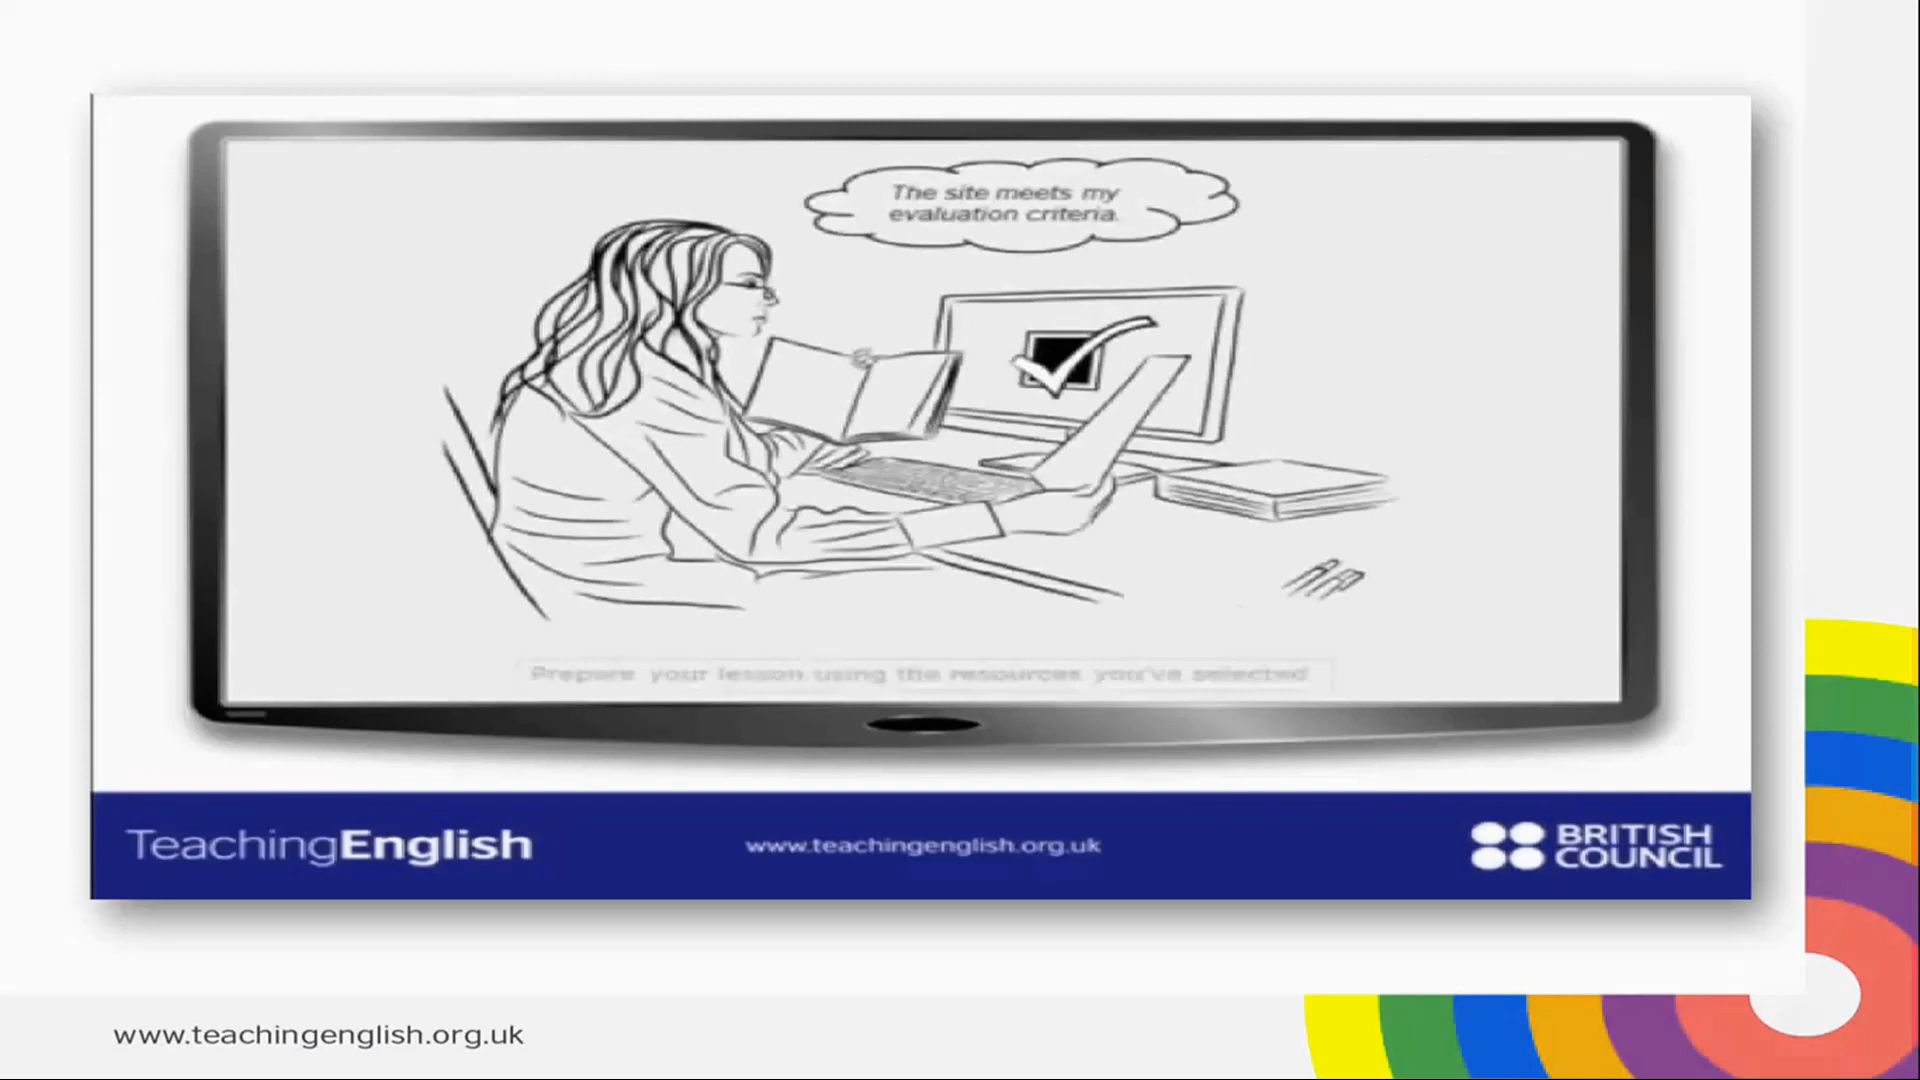 The site meets my
evaluation criteria.
Prepare your lesson using the resources you've selected
TeachingEnglish
www.teachingenglish.org.uk
BRITISH
COUNCIL
www.teachingenglish.org.uk